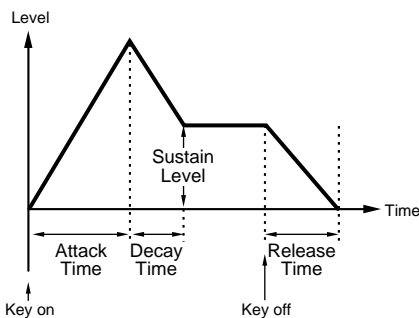 Level
Sustain
Level
Time
Attack
Time
Decay
Time
Release
Time
Key on
Key off